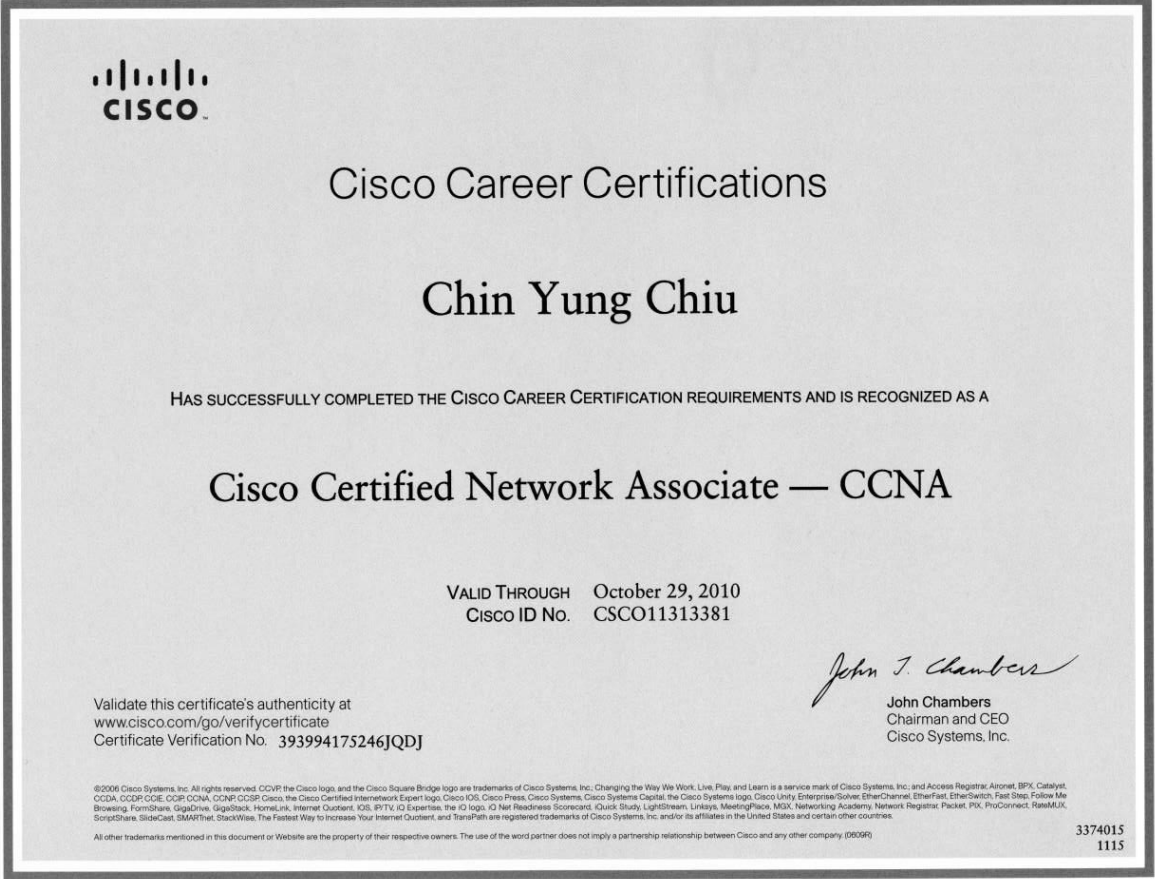 CISCO™
Cisco Career Certifications
Chin Yung Chiu
HAS SUCCESSFULLY COMPLETED THE CISCO CAREER CERTIFICATION REQUIREMENTS AND IS RECOGNIZED AS A
Cisco Certified Network Associate — CCNA
VALID THROUGH October 29, 2010
CISCO ID NO. CSCO11313381
John T. Chambers
John Chambers
Chairman and CEO
Cisco Systems, Inc.
Validate this certificate's authenticity at
www.cisco.com/go/verifycertificate
Certificate Verification No. 393994175246JQDJ
©2006 Cisco Systems, Inc. All rights reserved. CCVP, the Cisco logo, and the Cisco Square Bridge logo are trademarks of Cisco Systems, Inc.; Changing the Way We Work, Live, Play, and Learn is a service mark of Cisco Systems, Inc.; and Access Registrar, Aironet, BPX, Catalyst,
CCDA, CCDP, CCIE, CCIP, CCNA, CCNP, CCSP, Cisco, the Cisco Certified Internetwork Expert logo, Cisco IOS, Cisco Press, Cisco Systems, Cisco Systems Capital, the Cisco Systems logo, Cisco Unity, Enterprise/Solver, EtherChannel, EtherFast, EtherSwitch, Fast Step, Follow Me
Browsing, FormShare, GigaDrive, GigaStack, HomeLink, Internet Quotient, IOS, IP/TV, iQ Expertise, the iQ logo, iQ Net Readiness Scorecard, iQuick Study, LightStream, Linksys, MeetingPlace, MGX, Networking Academy, Network Registrar, Packet, PIX, ProConnect, RateMUX,
ScriptShare, SlideCast, SMARTnet, StackWise, The Fastest Way to Increase Your Internet Quotient, and TransPath are registered trademarks of Cisco Systems, Inc. and/or its affiliates in the United States and certain other countries.
All other trademarks mentioned in this document or Website are the property of their respective owners. The use of the word partner does not imply a partnership relationship between Cisco and any other company. (0609R)
3374015
1115